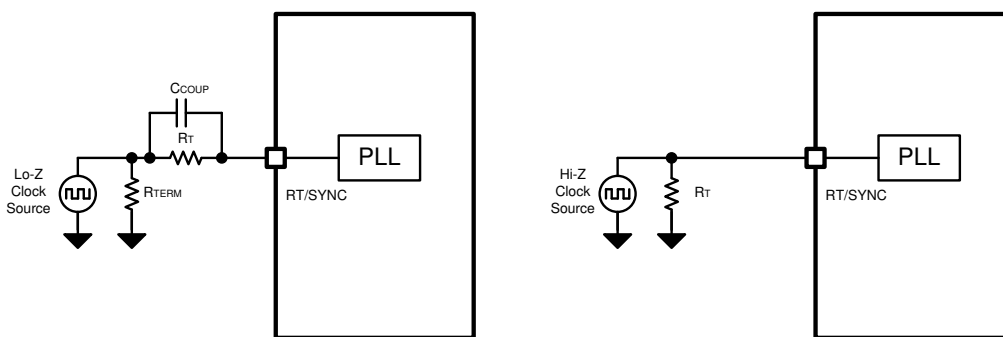 CCOUP
RT
Lo-Z
Clock
Source
RTERM
RT/SYNC
PLL
Hi-Z
Clock
Source
RT
RT/SYNC
PLL